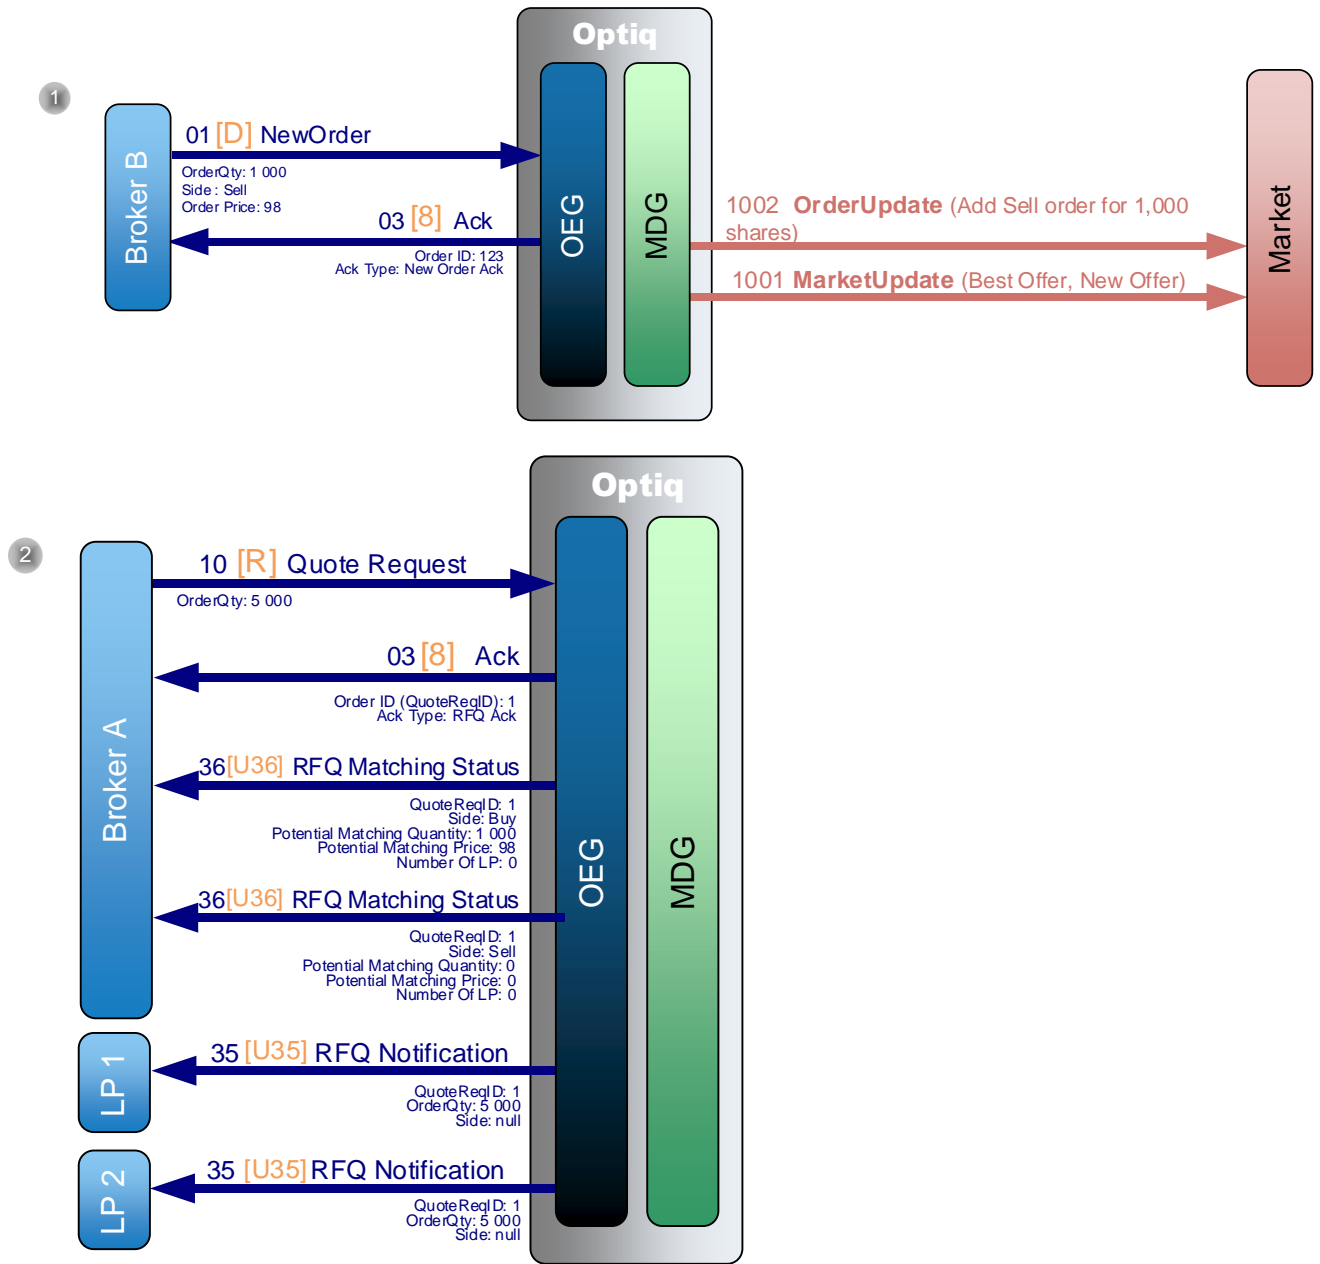 Optiq
1
01 [D] NewOrder
Broker B
OrderQty: 1 000
Side : Sell
Order Price: 98
03 [8] Ack
Order ID: 123
Ack Type: New Order Ack
OEG
MDG
1002 OrderUpdate (Add Sell order for 1,000
shares)
1001 MarketUpdate (Best Offer, New Offer)
Market
Optiq
2
10 [R] Quote Request
OrderQty: 5 000
03 [8] Ack
Order ID (QuoteReqID): 1
Ack Type: RFQ Ack
Broker A
36 [U36] RFQ Matching Status
QuoteReqID: 1
Side: Buy
Potential Matching Quantity: 1 000
Potential Matching Price: 98
Number Of LP: 0
OEG
MDG
36 [U36] RFQ Matching Status
QuoteReqID: 1
Side: Sell
Potential Matching Quantity: 0
Potential Matching Price: 0
Number Of LP: 0
LP 1
35 [U35] RFQ Notification
QuoteReqID: 1
OrderQty: 5 000
Side: null
LP 2
35 [U35] RFQ Notification
QuoteReqID: 1
OrderQty: 5 000
Side: null